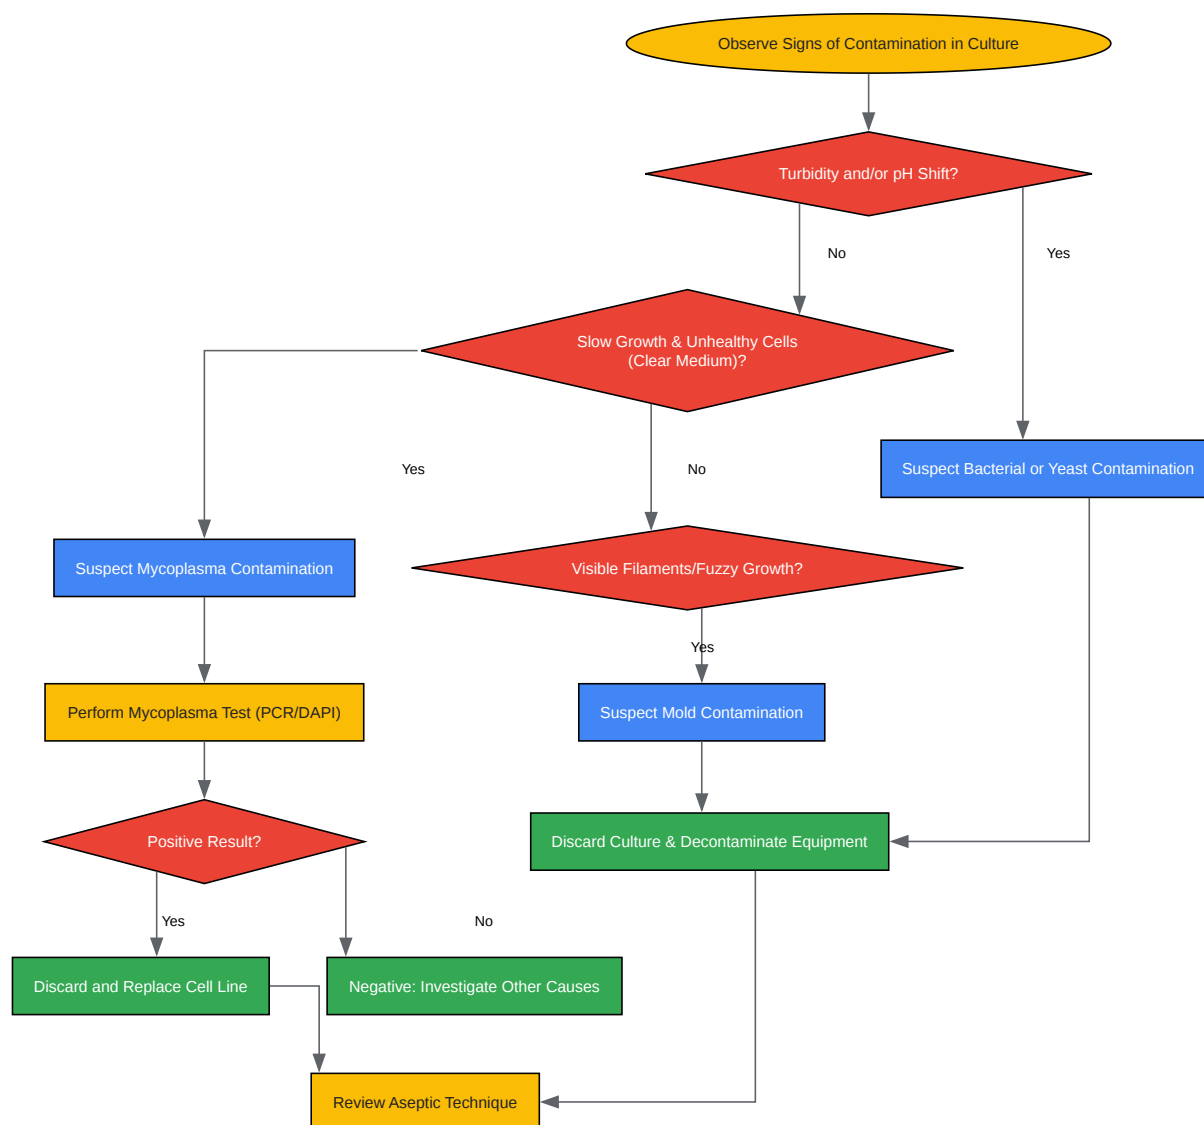 Observe Signs of Contamination in Culture
Turbidity and/or pH Shift?
No
Yes
Slow Growth & Unhealthy Cells
(Clear Medium)?
Yes
No
Suspect Bacterial or Yeast Contamination
Suspect Mycoplasma Contamination
Visible Filaments/Fuzzy Growth?
Yes
Perform Mycoplasma Test (PCR/DAPI)
Suspect Mold Contamination
Positive Result?
Discard Culture & Decontaminate Equipment
Yes
No
Discard and Replace Cell Line
Negative: Investigate Other Causes
Review Aseptic Technique